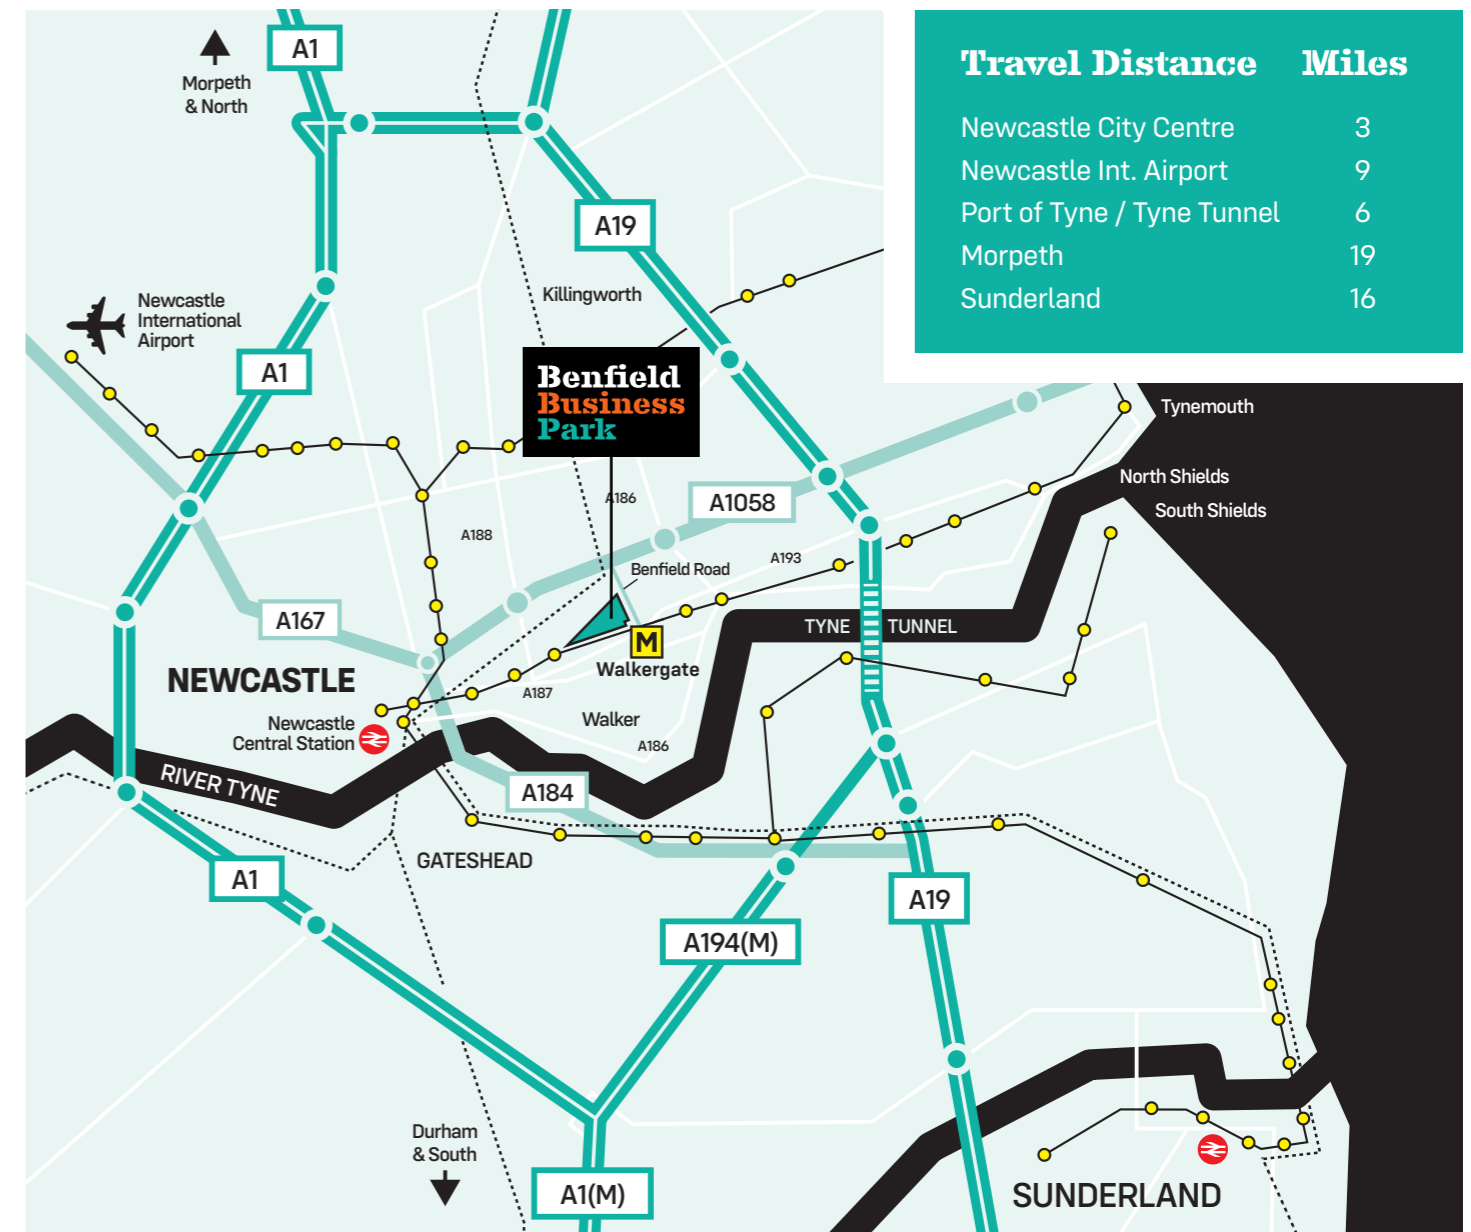 A1
Morpeth
& North
Travel Distance Miles
Newcastle City Centre 3
Newcastle Int. Airport 9
Port of Tyne / Tyne Tunnel 6
Morpeth 19
Sunderland 16
A19
Killingworth
Newcastle
International
Airport
A1
Benfield
Business
Park
Tynemouth
North Shields
South Shields
A186
A1058
A188
A193
Benfield Road
A167
TYNE TUNNEL
M
Walkergate
NEWCASTLE
A187
Newcastle
Central Station
Walker
A186
RIVER TYNE
A184
GATESHEAD
A1
A19
A194(M)
Durham
& South
A1(M)
SUNDERLAND